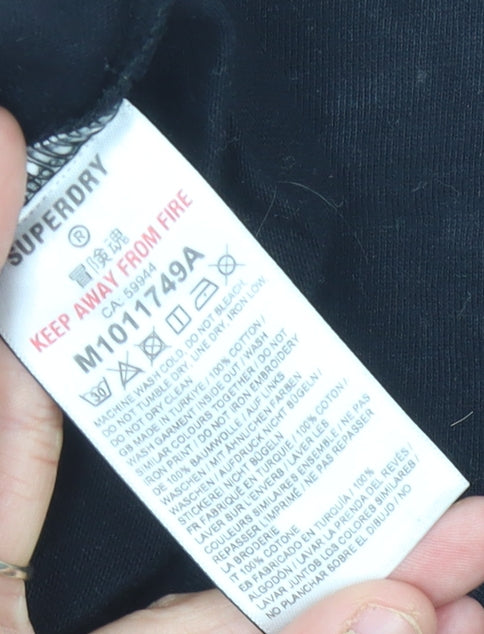 SUPERDRY
®
冒険魂
KEEP AWAY FROM FIRE
CA: 59944
M1011749A
30
MACHINE WASH COLD, DO NOT BLEACH,
DO NOT TUMBLE DRY, LINE DRY, IRON LOW,
DO NOT DRY CLEAN
GB MADE IN TURKIYE / 100% COTTON /
WASH GARMENT INSIDE OUT / WASH
SIMILAR COLOURS TOGETHER / DO NOT
IRON PRINT / DO NOT IRON EMBRODERY
DE 100% BAUMWOLLE / AUF LINKS
WASCHEN / MIT ÄHNLICHEN FARBEN
WASCHEN / AUFDRUCK NICHT BÜGELN /
STICKEREI NICHT BÜGELN
FR FABRIQUÉ EN TURQUIE / 100% COTON /
LAVER SUR L'ENVERS / LAVER LES
COULEURS SIMILAIRES ENSEMBLE / NE PAS
REPASSER L'IMPRIMÉ / NE PAS REPASSER
LA BRODERIE
IT 100% COTONE
ES FABRICADO EN TURQUÍA / 100%
ALGODÓN / LAVAR LA PRENDA DEL REVÉS /
LAVAR JUNTOS LOS COLORES SIMILARES /
NO PLANCHAR SOBRE EL DIBUJO / NO